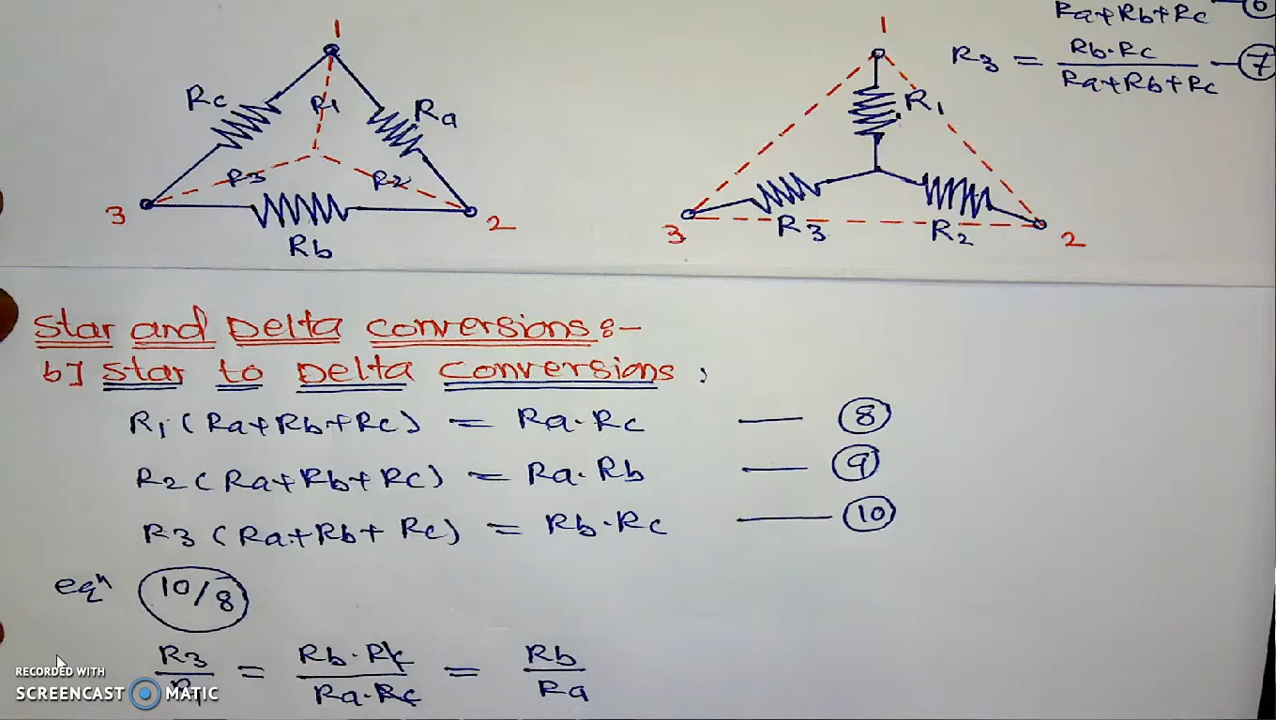 1
Rc
R1
Ra
R3
R2
3
2
Rb
1
R1
3
R3
R2
2
Ra+Rb+Rc — 6
R3 = Rb·Rc / Ra+Rb+Rc — 7
Star and Delta conversions:-
b] Star to Delta conversions ;
R1 (Ra+Rb+Rc) = Ra·Rc — 8
R2 (Ra+Rb+Rc) = Ra·Rb — 9
R3 (Ra+Rb+Rc) = Rb·Rc — 10
eqn 10/8
R3 / R1 = Rb·Rc / Ra·Rc = Rb / Ra
RECORDED WITH
SCREENCAST MATIC